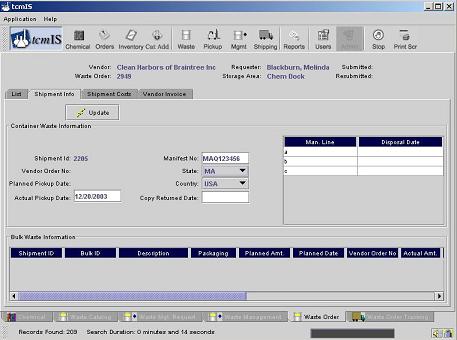 tcmIS
Application Help
tcmIS Chemical Orders Inventory Cat Add Waste Pickup Mgmt Shipping Reports Users Admin Stop Print Scr
Vendor: Clean Harbors of Braintree Inc Requester: Blackburn, Melinda Submitted:
Waste Order: 2949 Storage Area: Chem Dock Resubmitted:
List Shipment Info Shipment Costs Vendor Invoice
Update
Container Waste Information
Man. Line Disposal Date
a
b
c
Shipment Id: 2205 Manifest No: MAQ123456
Vendor Order No: State: MA
Planned Pickup Date: Country: USA
Actual Pickup Date: 12/20/2003 Copy Returned Date:
Bulk Waste Information
Shipment ID Bulk ID Description Packaging Planned Amt. Planned Date Vendor Order No Actual Amt.
Chemical Waste Catalog Waste Mgt. Request Waste Management Waste Order Waste Order Tracking
Records Found: 209 Search Duration: 0 minutes and 14 seconds